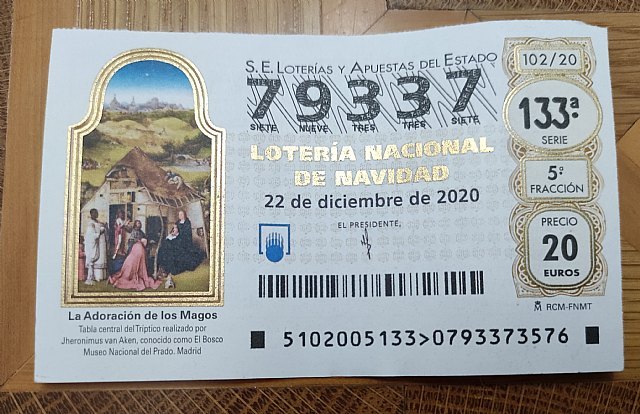 S.E. LOTERÍAS Y APUESTAS DEL ESTADO
79337
SIETE NUEVE TRES TRES SIETE
LOTERÍA NACIONAL
DE NAVIDAD
22 de diciembre de 2020
EL PRESIDENTE,
102/20
133ª
SERIE
5ª
FRACCIÓN
PRECIO
20
EUROS
RCM-FNMT
La Adoración de los Magos
Tabla central del Tríptico realizado por
Jheronimus van Aken, conocido como El Bosco
Museo Nacional del Prado. Madrid
5102005133>0793373576